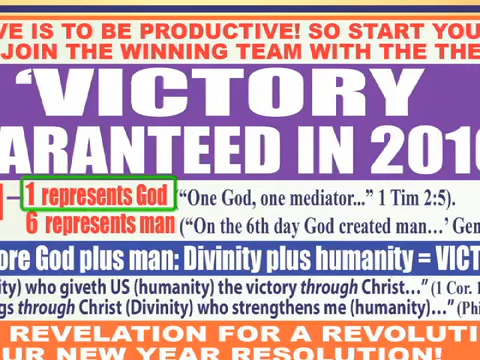 VE IS TO BE PRODUCTIVE! SO START YOU
JOIN THE WINNING TEAM WITH THE THE
‘VICTORY
ARANTEED IN 2016
– 1 represents God (“One God, one mediator...” 1 Tim 2:5).
6 represents man (“On the 6th day God created man…’ Gen
ore God plus man: Divinity plus humanity = VICT
ity) who giveth US (humanity) the victory through Christ…” (1 Cor. 1
gs through Christ (Divinity) who strengthens me (humanity)…” (Phi
REVELATION FOR A REVOLUTI
UR NEW YEAR RESOLUTION!